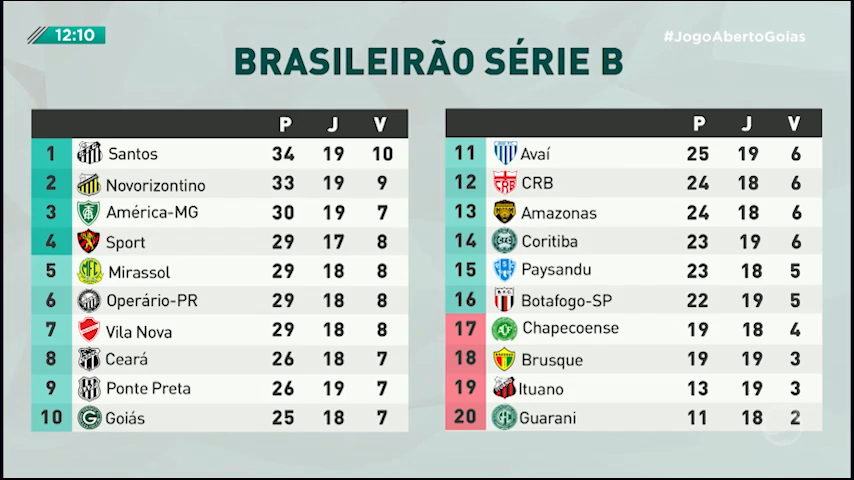 12:10
#JogoAbertoGoias
BRASILEIRÃO SÉRIE B
P J V
1 Santos 34 19 10
2 Novorizontino 33 19 9
3 América-MG 30 19 7
4 Sport 29 17 8
5 Mirassol 29 18 8
6 Operário-PR 29 18 8
7 Vila Nova 29 18 8
8 Ceará 26 18 7
9 Ponte Preta 26 19 7
10 Goiás 25 18 7
P J V
11 Avaí 25 19 6
12 CRB CRB 24 18 6
13 Amazonas 24 18 6
14 Coritiba 23 19 6
15 Paysandu 23 18 5
16 Botafogo-SP 22 19 5
17 Chapecoense 19 18 4
18 Brusque 19 19 3
19 Ituano 13 19 3
20 Guarani 11 18 2